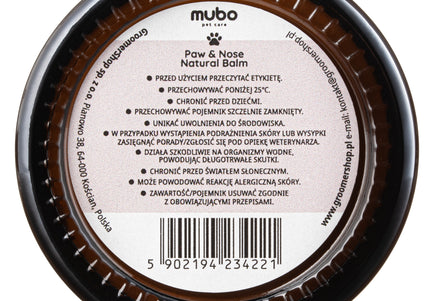 mubo
pet care
Paw & Nose
Natural Balm
• PRZED UŻYCIEM PRZECZYTAĆ ETYKIETĘ.
• PRZECHOWYWAĆ PONIŻEJ 25°C.
• CHRONIĆ PRZED DZIEĆMI.
• PRZECHOWYWAĆ POJEMNIK SZCZELNIE ZAMKNIĘTY.
• UNIKAĆ UWOLNIENIA DO ŚRODOWISKA.
• W PRZYPADKU WYSTĄPIENIA PODRAŻNIENIA SKÓRY LUB WYSYPKI
ZASIĘGNĄĆ PORADY/ZGŁOSIĆ SIĘ POD OPIEKĘ WETERYNARZA.
• DZIAŁA SZKODLIWIE NA ORGANIZMY WODNE,
POWODUJĄC DŁUGOTRWAŁE SKUTKI.
• CHRONIĆ PRZED ŚWIATŁEM SŁONECZNYM.
• MOŻE POWODOWAĆ REAKCJĘ ALERGICZNĄ SKÓRY.
• ZAWARTOŚĆ/POJEMNIK USUWAĆ ZGODNIE
Z OBOWIĄZUJĄCYMI PRZEPISAMI.
5 902194 234221
Groomershop sp. z o.o., Pianowo 38, 64-000 Kościan, Polska
www.groomershop.pl e-mail: kontakt@groomershop.pl